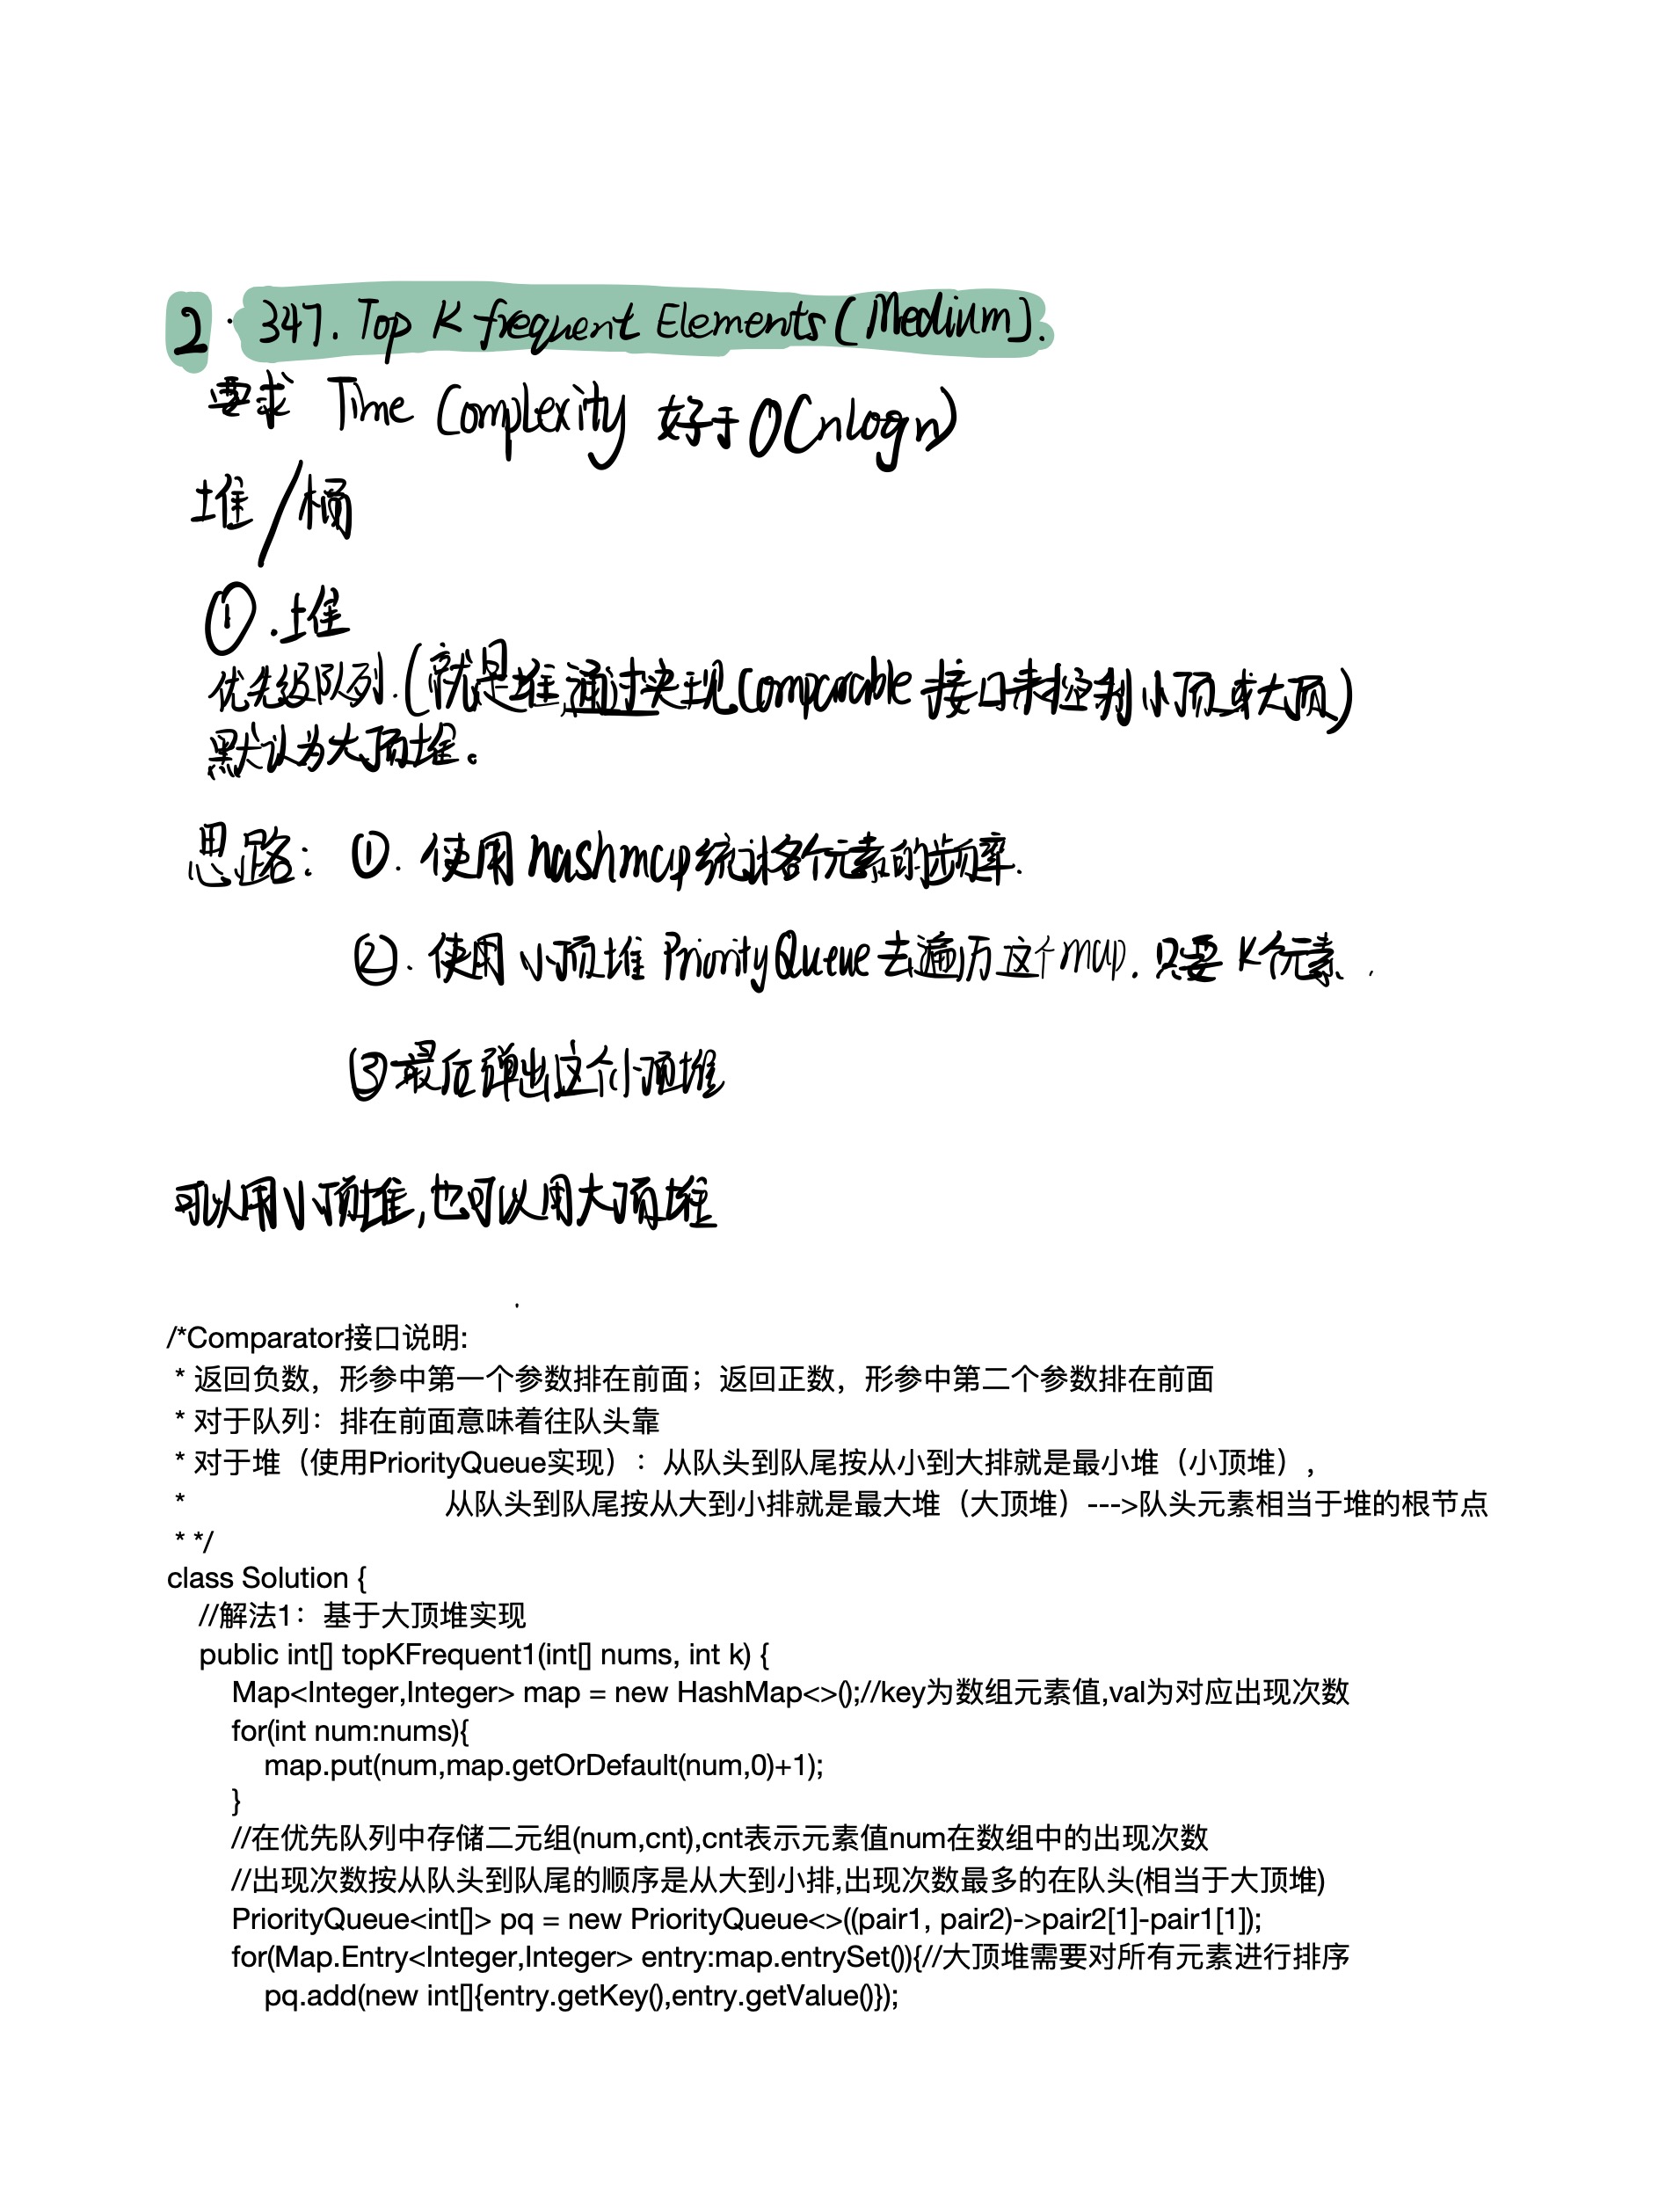 2. 347. Top K frequent Elements (Medium).
要求 Time Complexity 好于 O(nlogn)
堆/桶
①.堆
优先级队列.(就是堆,通过实现Comparable接口来控制小顶or大顶)
默认为大顶堆。
思路: ①. 使用hashmap统计各个元素的频率.
②. 使用小顶堆 PriorityQueue去遍历这个map. 只要 K个元素.
③最后弹出这个小顶堆
可以用小顶堆,也可以用大顶堆
/*Comparator接口说明:
* 返回负数，形参中第一个参数排在前面；返回正数，形参中第二个参数排在前面
* 对于队列：排在前面意味着往队头靠
* 对于堆（使用PriorityQueue实现）：从队头到队尾按从小到大排就是最小堆（小顶堆），
* 从队头到队尾按从大到小排就是最大堆（大顶堆）--->队头元素相当于堆的根节点
* */
class Solution {
//解法1：基于大顶堆实现
public int[] topKFrequent1(int[] nums, int k) {
Map<Integer,Integer> map = new HashMap<>();//key为数组元素值,val为对应出现次数
for(int num:nums){
map.put(num,map.getOrDefault(num,0)+1);
}
//在优先队列中存储二元组(num,cnt),cnt表示元素值num在数组中的出现次数
//出现次数按从队头到队尾的顺序是从大到小排,出现次数最多的在队头(相当于大顶堆)
PriorityQueue<int[]> pq = new PriorityQueue<>((pair1, pair2)->pair2[1]-pair1[1]);
for(Map.Entry<Integer,Integer> entry:map.entrySet()){//大顶堆需要对所有元素进行排序
pq.add(new int[]{entry.getKey(),entry.getValue()});